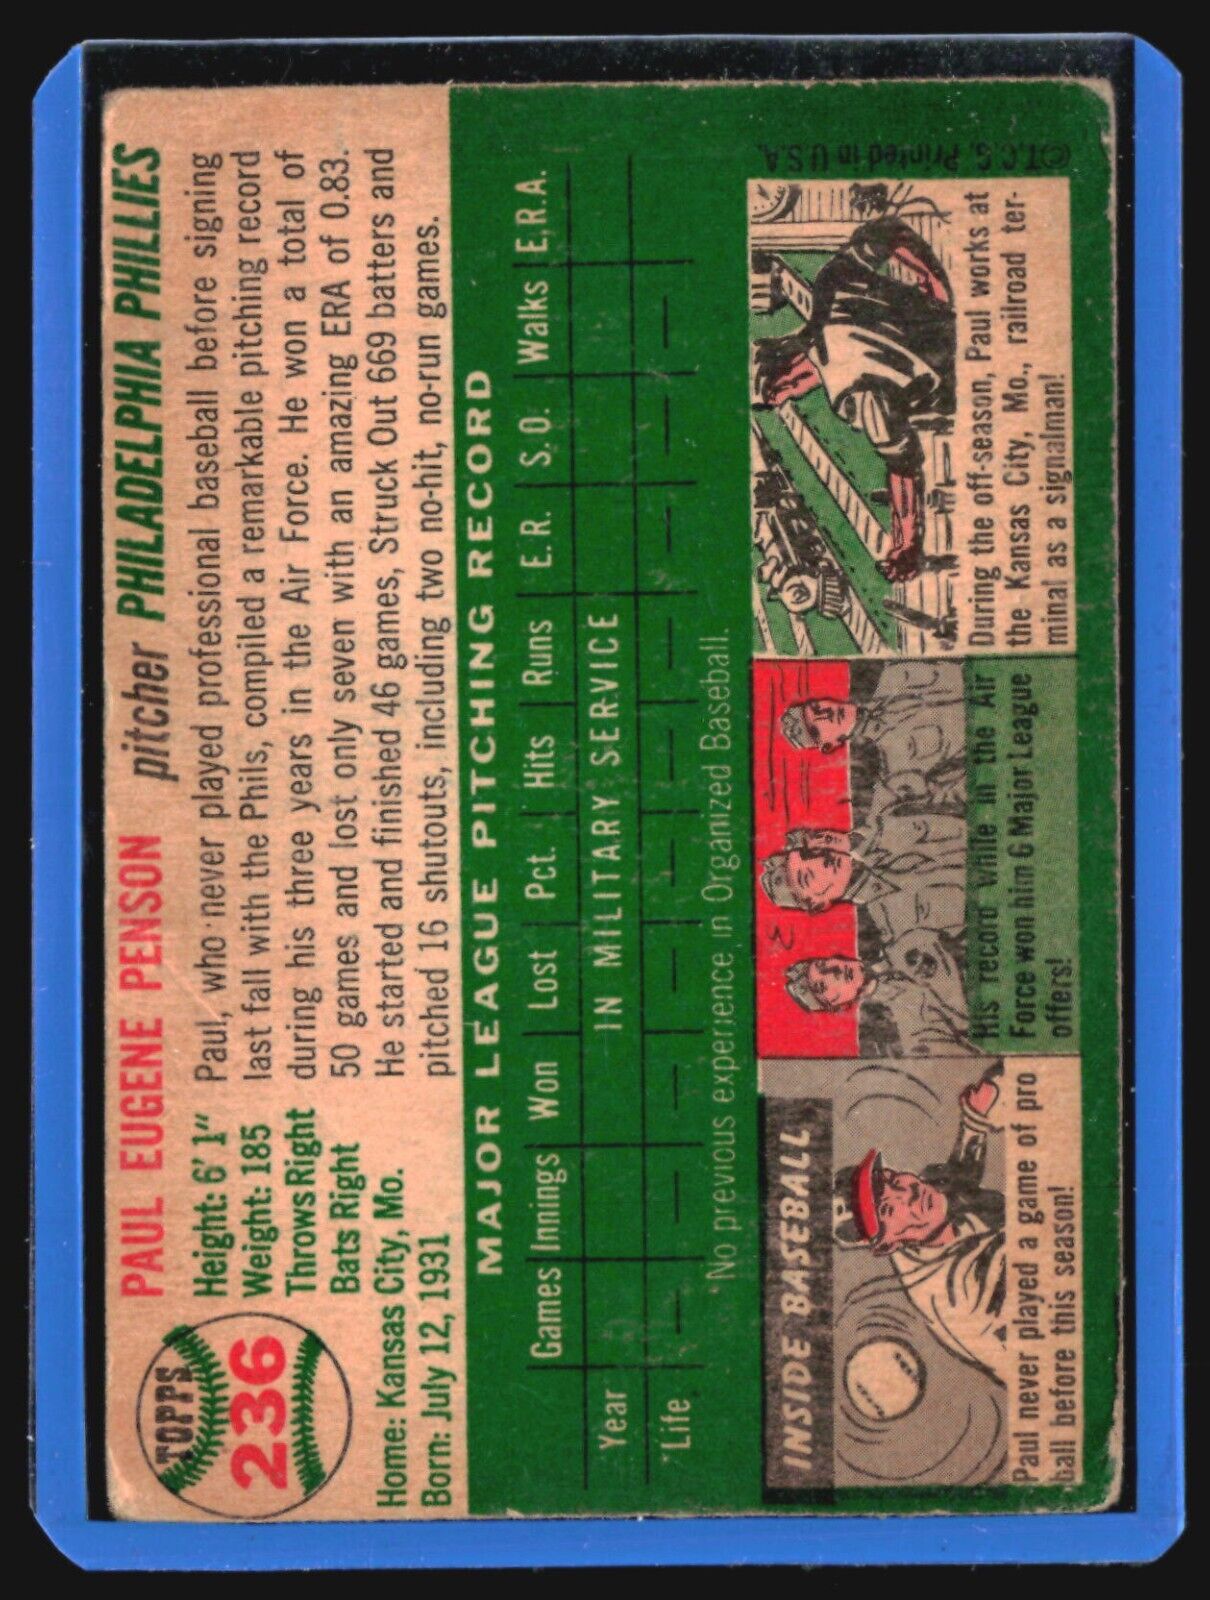 TOPPS
236
PAUL EUGENE PENSON pitcher PHILADELPHIA PHILLIES
Height: 6' 1"
Weight: 185
Throws Right
Bats Right
Home: Kansas City, Mo.
Born: July 12, 1931
Paul, who never played professional baseball before signing
last fall with the Phils, compiled a remarkable pitching record
during his three years in the Air Force. He won a total of
50 games and lost only seven with an amazing ERA of 0.83.
He started and finished 46 games, Struck Out 669 batters and
pitched 16 shutouts, including two no-hit, no-run games.
MAJOR LEAGUE PITCHING RECORD
Games Innings Won Lost Pct. Hits Runs E.R. S.O. Walks E.R.A.
Year IN MILITARY SERVICE
Life — — — — — — — — — —
No previous experience in Organized Baseball.
INSIDE BASEBALL
P
Paul never played a game of pro
ball before this season!
His record while in the Air
Force won him 6 Major League
offers!
During the off-season, Paul works at
the Kansas City, Mo., railroad ter-
minal as a signalman!
©T.C.G. Printed in U.S.A.